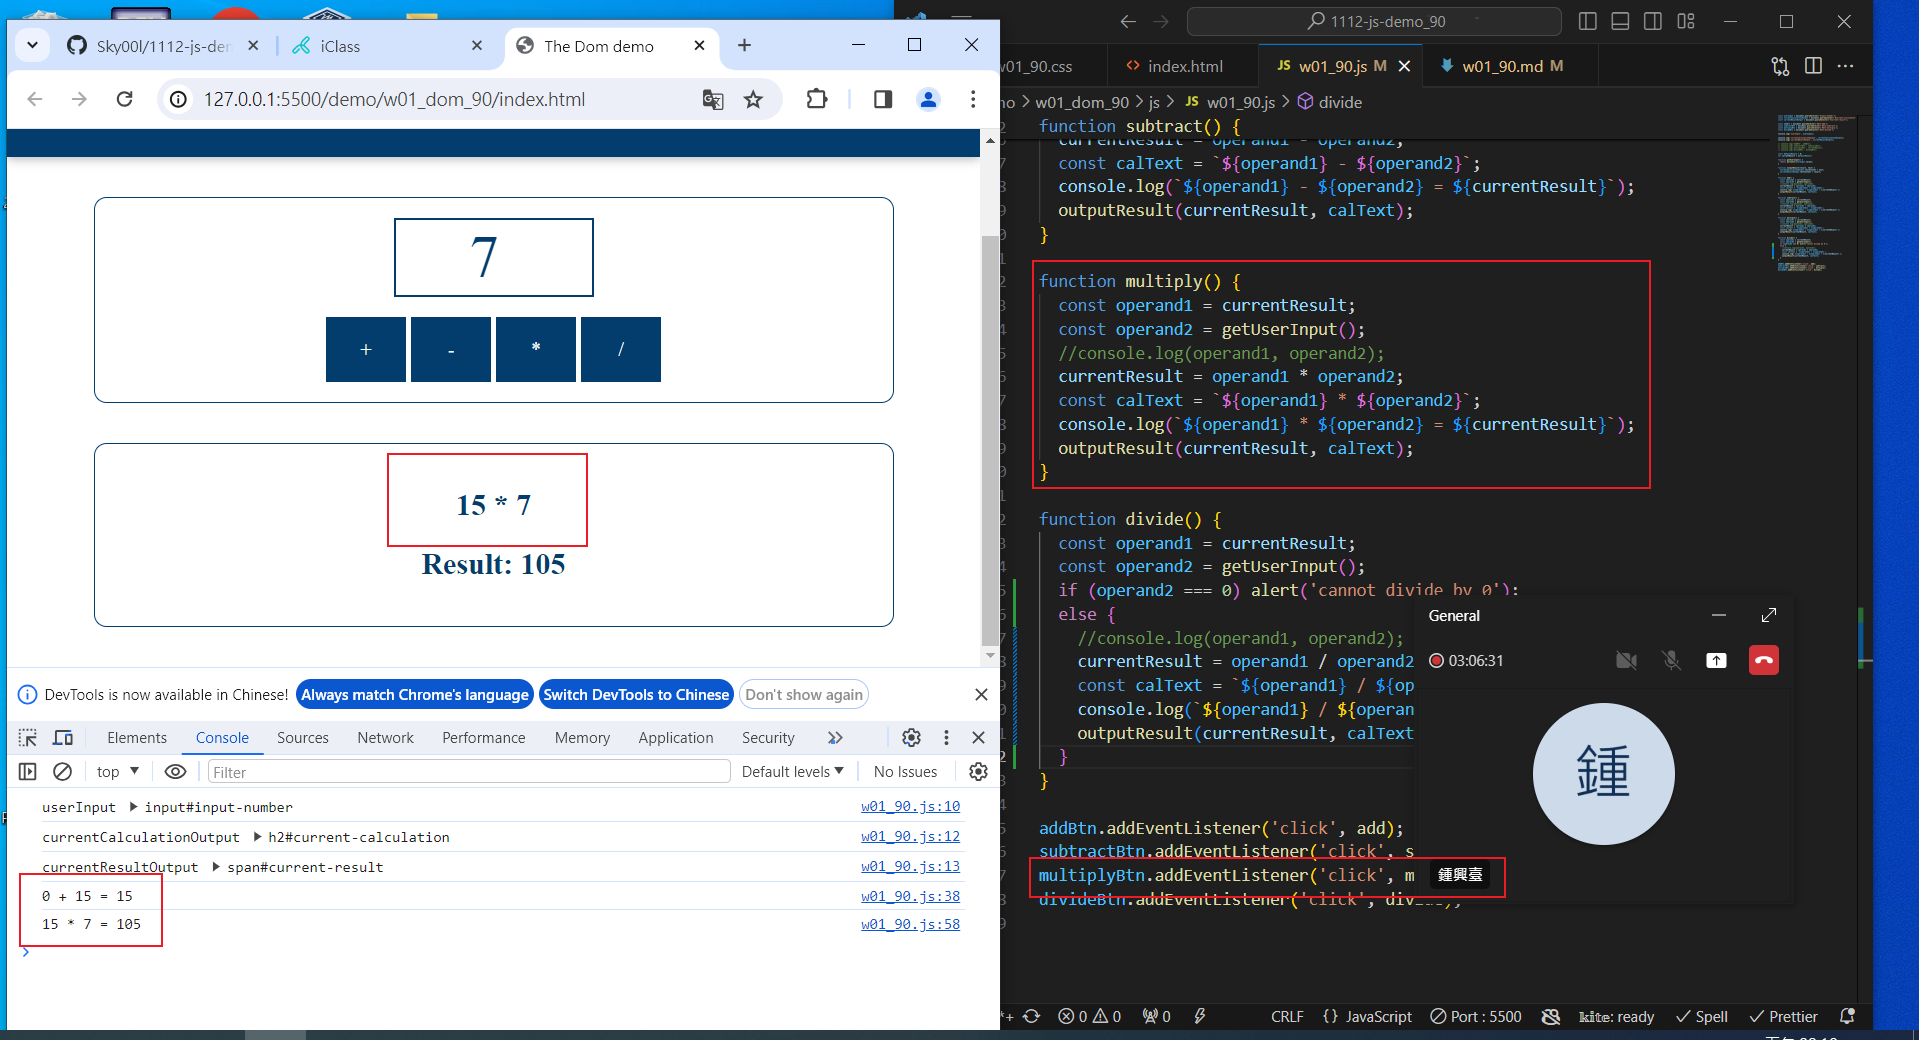 Sky00l/1112-js-der
iClass
The Dom demo
127.0.0.1:5500/demo/w01_dom_90/index.html
7
+
-
*
/
15 * 7
Result: 105
DevTools is now available in Chinese!
Always match Chrome's language
Switch DevTools to Chinese
Don't show again
Elements
Console
Sources
Network
Performance
Memory
Application
Security
top
Filter
Default levels
No Issues
userInput input#input-number w01_90.js:10
currentCalculationOutput h2#current-calculation w01_90.js:12
currentResultOutput span#current-result w01_90.js:13
0 + 15 = 15 w01_90.js:38
15 * 7 = 105 w01_90.js:58
1112-js-demo_90
w01_90.css
index.html
JS w01_90.js M
w01_90.md M
mo > w01_dom_90 > js > JS w01_90.js > divide
function subtract() {
currentResult = operand1 - operand2;
const calText = `${operand1} - ${operand2}`;
console.log(`${operand1} - ${operand2} = ${currentResult}`);
outputResult(currentResult, calText);
}
function multiply() {
const operand1 = currentResult;
const operand2 = getUserInput();
//console.log(operand1, operand2);
currentResult = operand1 * operand2;
const calText = `${operand1} * ${operand2}`;
console.log(`${operand1} * ${operand2} = ${currentResult}`);
outputResult(currentResult, calText);
}
function divide() {
const operand1 = currentResult;
const operand2 = getUserInput();
if (operand2 === 0) alert('cannot divide by 0');
else {
//console.log(operand1, operand2);
currentResult = operand1 / operand2
const calText = `${operand1} / ${op
console.log(`${operand1} / ${operan
outputResult(currentResult, calText
}
}
addBtn.addEventListener('click', add);
subtractBtn.addEventListener('click', s
multiplyBtn.addEventListener('click', m
divideBtn.addEventListener('click', divide);
General
03:06:31
鍾
鍾興臺
0
0
0
CRLF
{} JavaScript
Port : 5500
kite: ready
Spell
Prettier